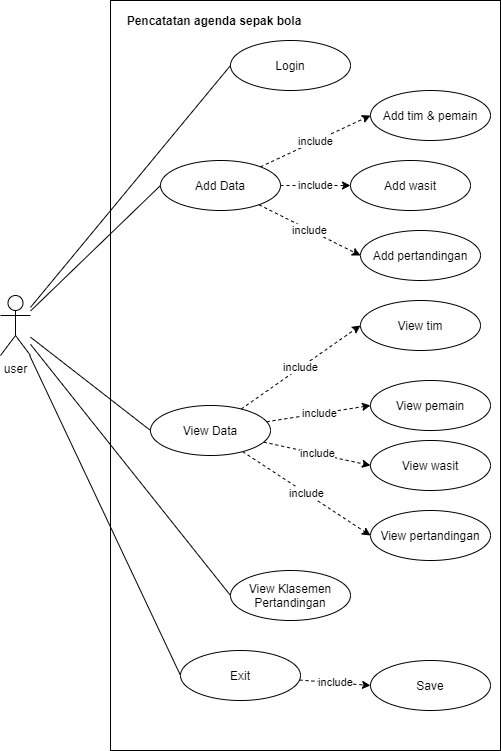 Pencatatan agenda sepak bola
Login
Add tim & pemain
include
Add Data
include
Add wasit
include
Add pertandingan
user
View tim
include
View pemain
include
View Data
include
View wasit
include
View pertandingan
View Klasemen
Pertandingan
Exit
include
Save